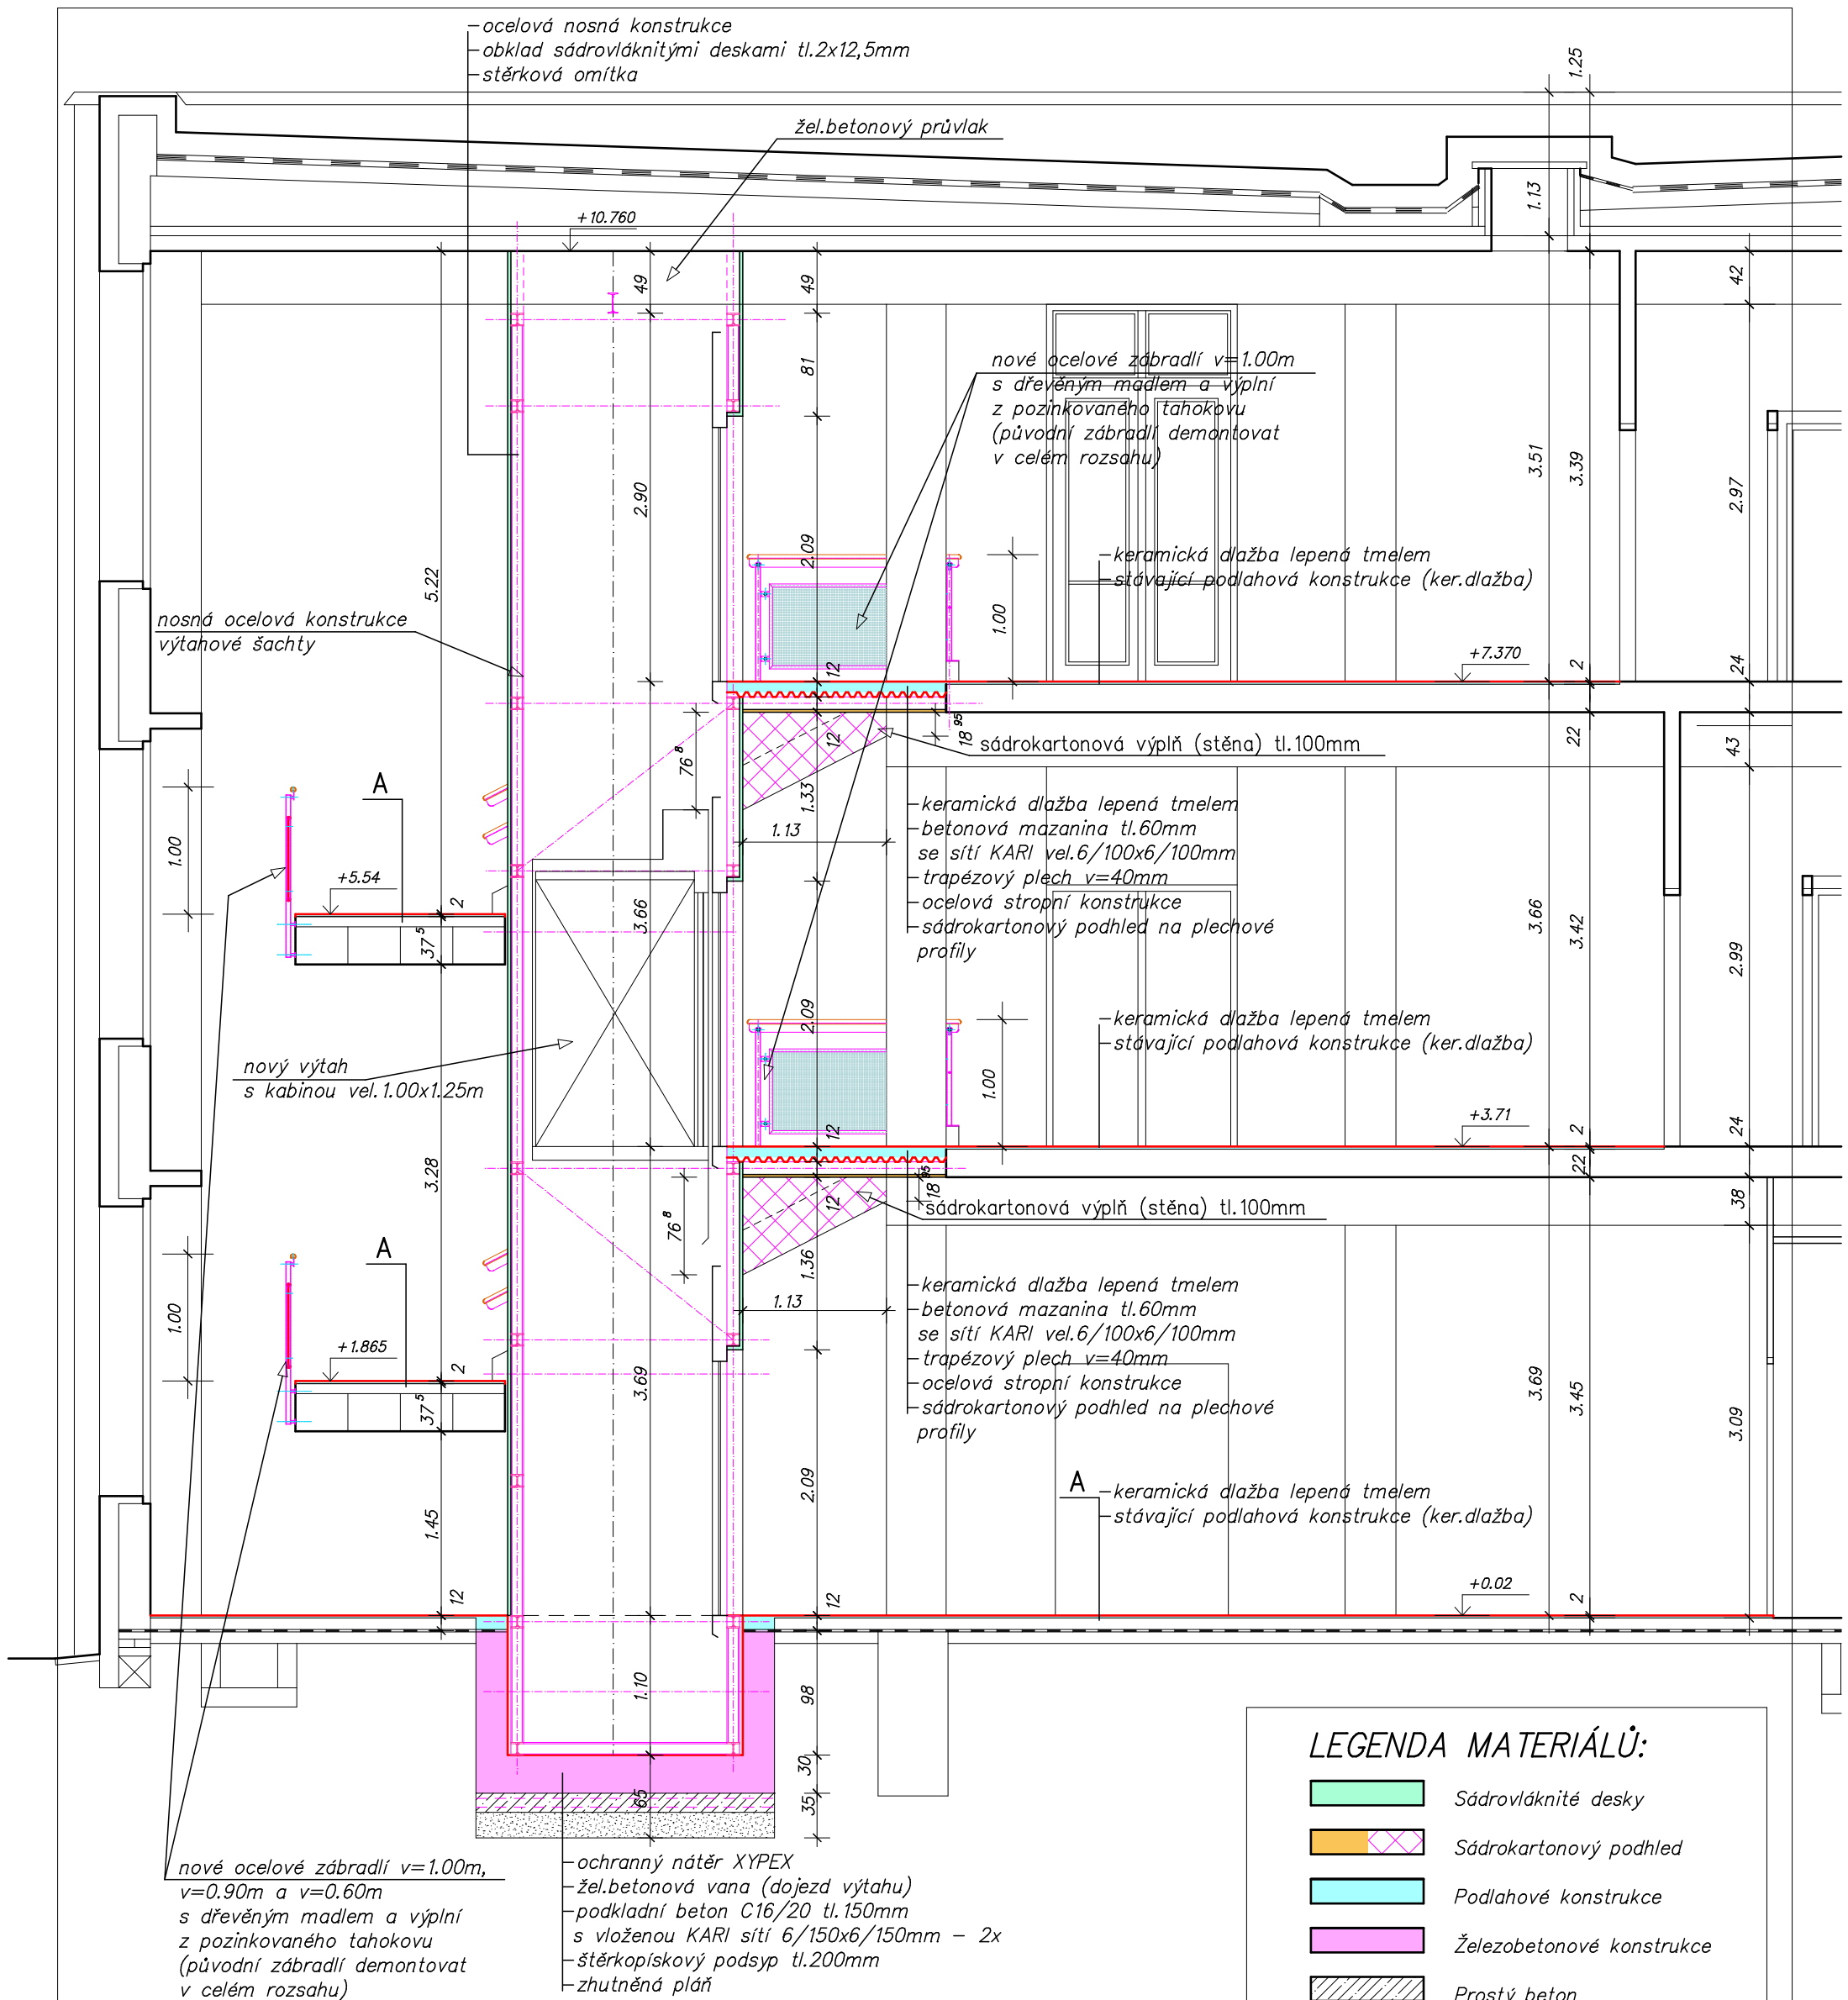 ocelová nosná konstrukce
obklad sádrovláknitými deskami tl.2x12,5mm
stěrková omítka
1.25
žel.betonový průvlak
1.13
+10.760
49
49
42
81
nové ocelové zábradlí v=1.00m
s dřevěným madlem a výplní
z pozinkovaného tahokovu
(původní zábradlí demontovat
v celém rozsahu)
3.51
3.39
2.97
2.90
2.09
5.22
keramická dlažba lepená tmelem
stávající podlahová konstrukce (ker.dlažba)
1.00
nosná ocelová konstrukce
výtahové šachty
+7.370
12
2
24
18 95
12
22
43
sádrokartonová výplň (stěna) tl.100mm
76 8
1.33
A
1.00
1.13
keramická dlažba lepená tmelem
betonová mazanina tl.60mm
se sítí KARI vel.6/100x6/100mm
trapézový plech v=40mm
ocelová stropní konstrukce
sádrokartonový podhled na plechové
profily
+5.54
2
37 5
3.66
3.66
3.42
2.99
2.09
keramická dlažba lepená tmelem
stávající podlahová konstrukce (ker.dlažba)
1.00
nový výtah
s kabinou vel.1.00x1.25m
+3.71
12
2
24
3.28
18 95
12
22
38
sádrokartonová výplň (stěna) tl.100mm
76 8
1.36
A
1.00
1.13
keramická dlažba lepená tmelem
betonová mazanina tl.60mm
se sítí KARI vel.6/100x6/100mm
trapézový plech v=40mm
ocelová stropní konstrukce
sádrokartonový podhled na plechové
profily
+1.865
2
37 5
3.69
3.69
3.45
3.09
2.09
1.45
A
keramická dlažba lepená tmelem
stávající podlahová konstrukce (ker.dlažba)
+0.02
12
12
2
1.10
98
30
65
35
nové ocelové zábradlí v=1.00m,
v=0.90m a v=0.60m
s dřevěným madlem a výplní
z pozinkovaného tahokovu
(původní zábradlí demontovat
v celém rozsahu)
ochranný nátěr XYPEX
žel.betonová vana (dojezd výtahu)
podkladní beton C16/20 tl.150mm
s vloženou KARI sítí 6/150x6/150mm – 2x
štěrkopískový podsyp tl.200mm
zhutněná pláň
LEGENDA MATERIÁLŮ:
Sádrovláknité desky
Sádrokartonový podhled
Podlahové konstrukce
Železobetonové konstrukce
Prostý beton